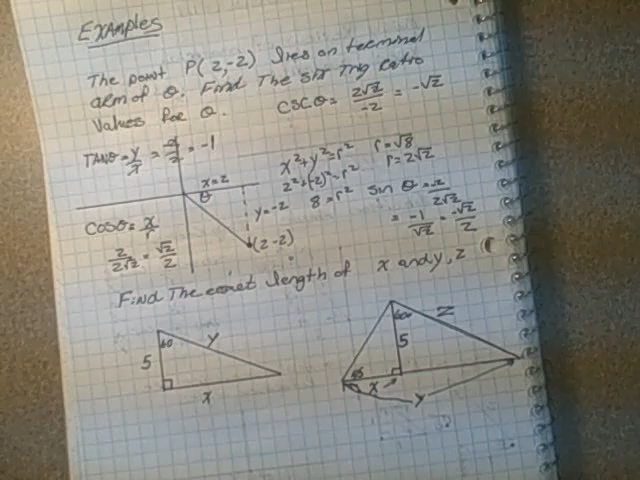 Examples
The point P(2,-2) lies on terminal
arm of θ. Find The six Trig ratio
values for θ.
cscθ = 2√2/-2 = -√2
TANθ = y/x = -2/2 = -1
x²+y²=r²
r=√8
2²+(-2)²=r²
r=2√2
8=r²
x=2
θ
y=-2
(2-2)
sin θ = -2/2√2
= -1/√2 = -√2/2
COSθ = x/r
2/2√2 = √2/2
Find The exact length of x and y, z
60
y
5
x
60
z
5
45
x
y